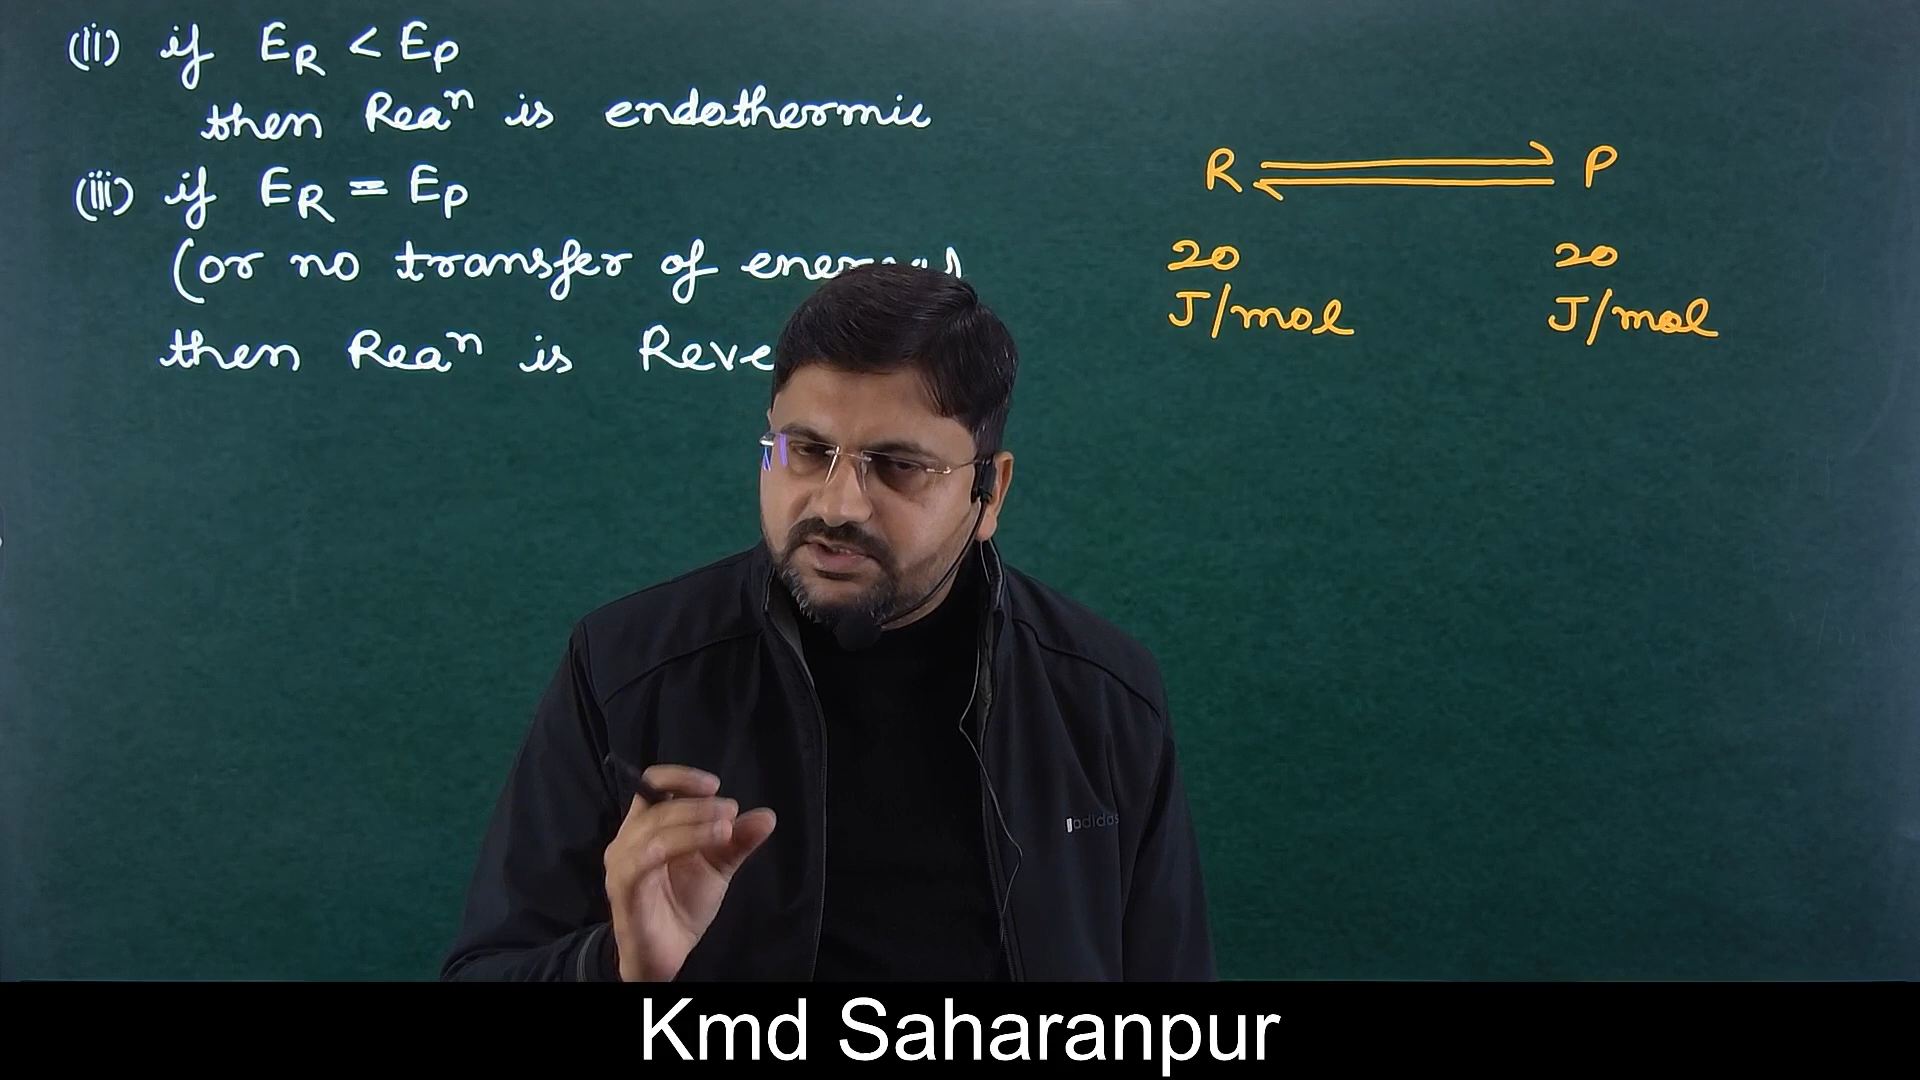 (ii) if E_R < E_P
then Reaⁿ is endothermic
(iii) if E_R = E_P
(or no transfer of energy)
then Reaⁿ is
R ⇌ P
20 20
J/mol J/mol
adidas
Kmd Saharanpur